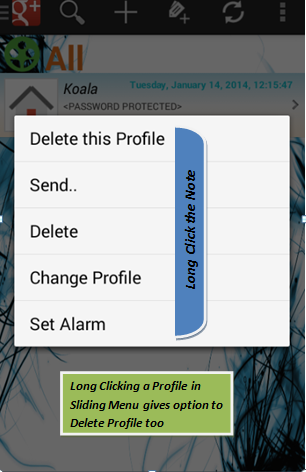 g+
All
Koala
Tuesday, January 14, 2014, 12:15:47
<PASSWORD PROTECTED>
Delete this Profile
Send..
Delete
Change Profile
Set Alarm
Long Click the Note
Long Clicking a Profile in
Sliding Menu gives option to
Delete Profile too